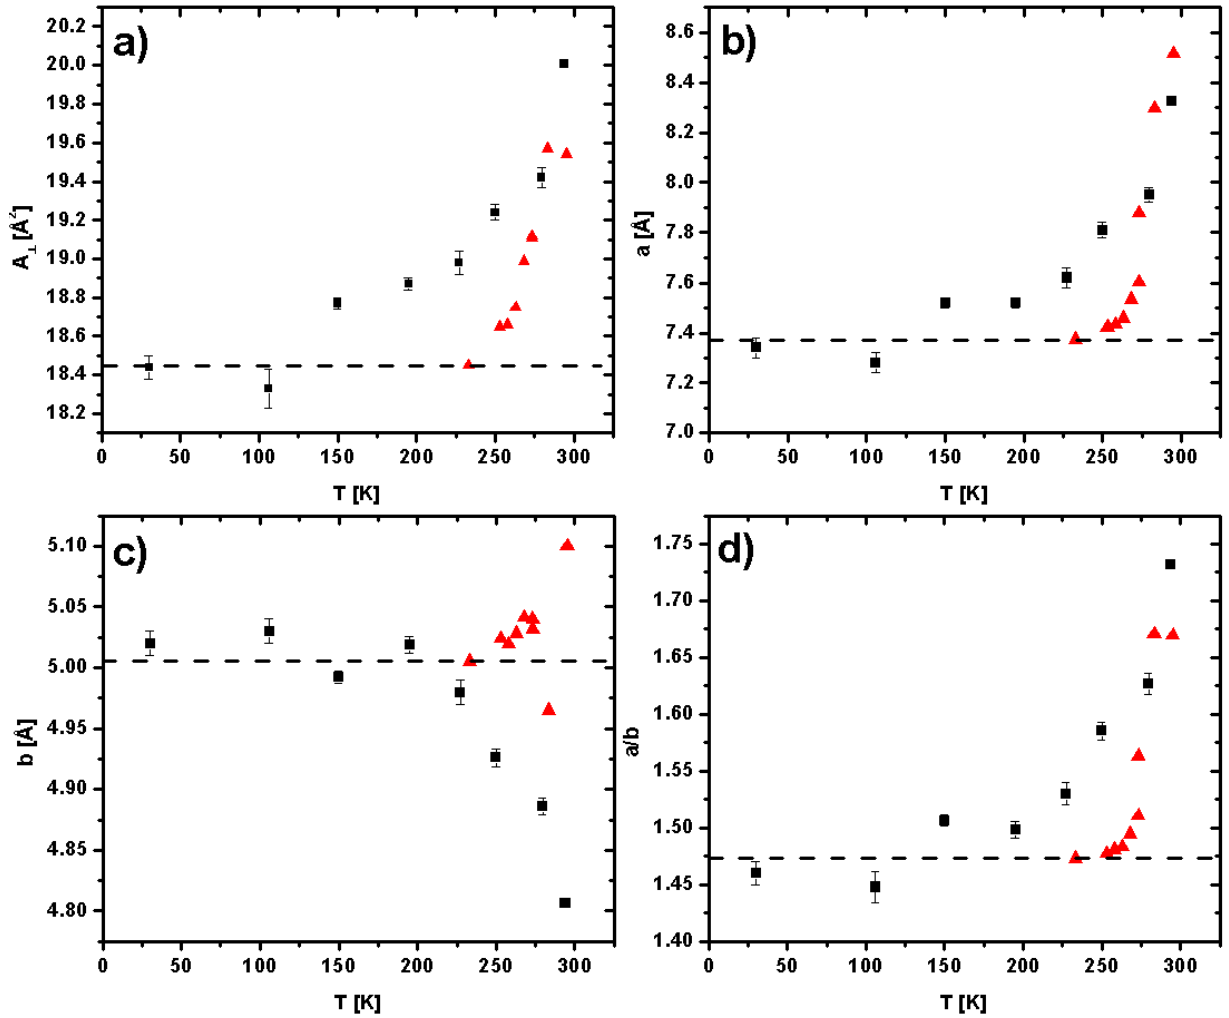 a)
20.2
20.0
19.8
19.6
19.4
19.2
19.0
18.8
18.6
18.4
18.2
A⊥ [Å²]
0 50 100 150 200 250 300
T [K]
b)
8.6
8.4
8.2
8.0
7.8
7.6
7.4
7.2
7.0
a [Å]
0 50 100 150 200 250 300
T [K]
c)
5.10
5.05
5.00
4.95
4.90
4.85
4.80
b [Å]
0 50 100 150 200 250 300
T [K]
d)
1.75
1.70
1.65
1.60
1.55
1.50
1.45
1.40
a/b
0 50 100 150 200 250 300
T [K]